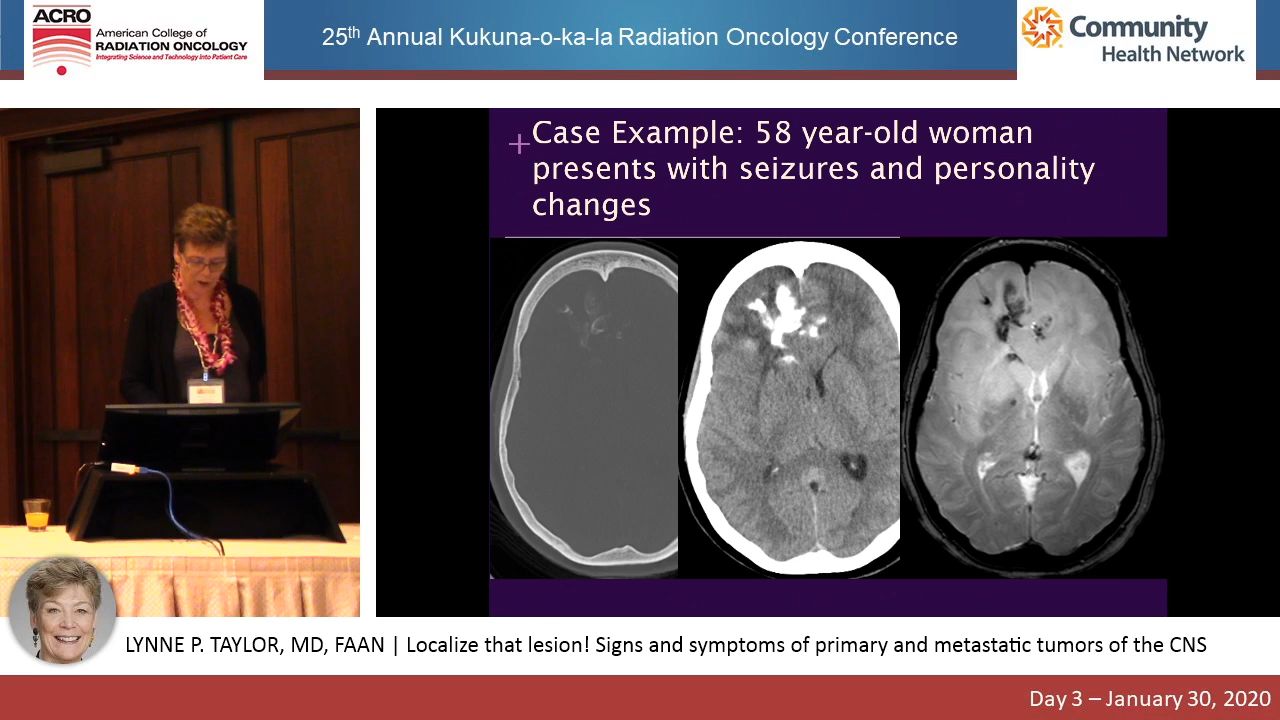 ACRO
American College of
RADIATION ONCOLOGY
Integrating Science and Technology Into Patient Care
25th Annual Kukuna-o-ka-la Radiation Oncology Conference
Community
Health Network
+Case Example: 58 year-old woman
presents with seizures and personality
changes
LYNNE P. TAYLOR, MD, FAAN | Localize that lesion! Signs and symptoms of primary and metastatic tumors of the CNS
Day 3 – January 30, 2020